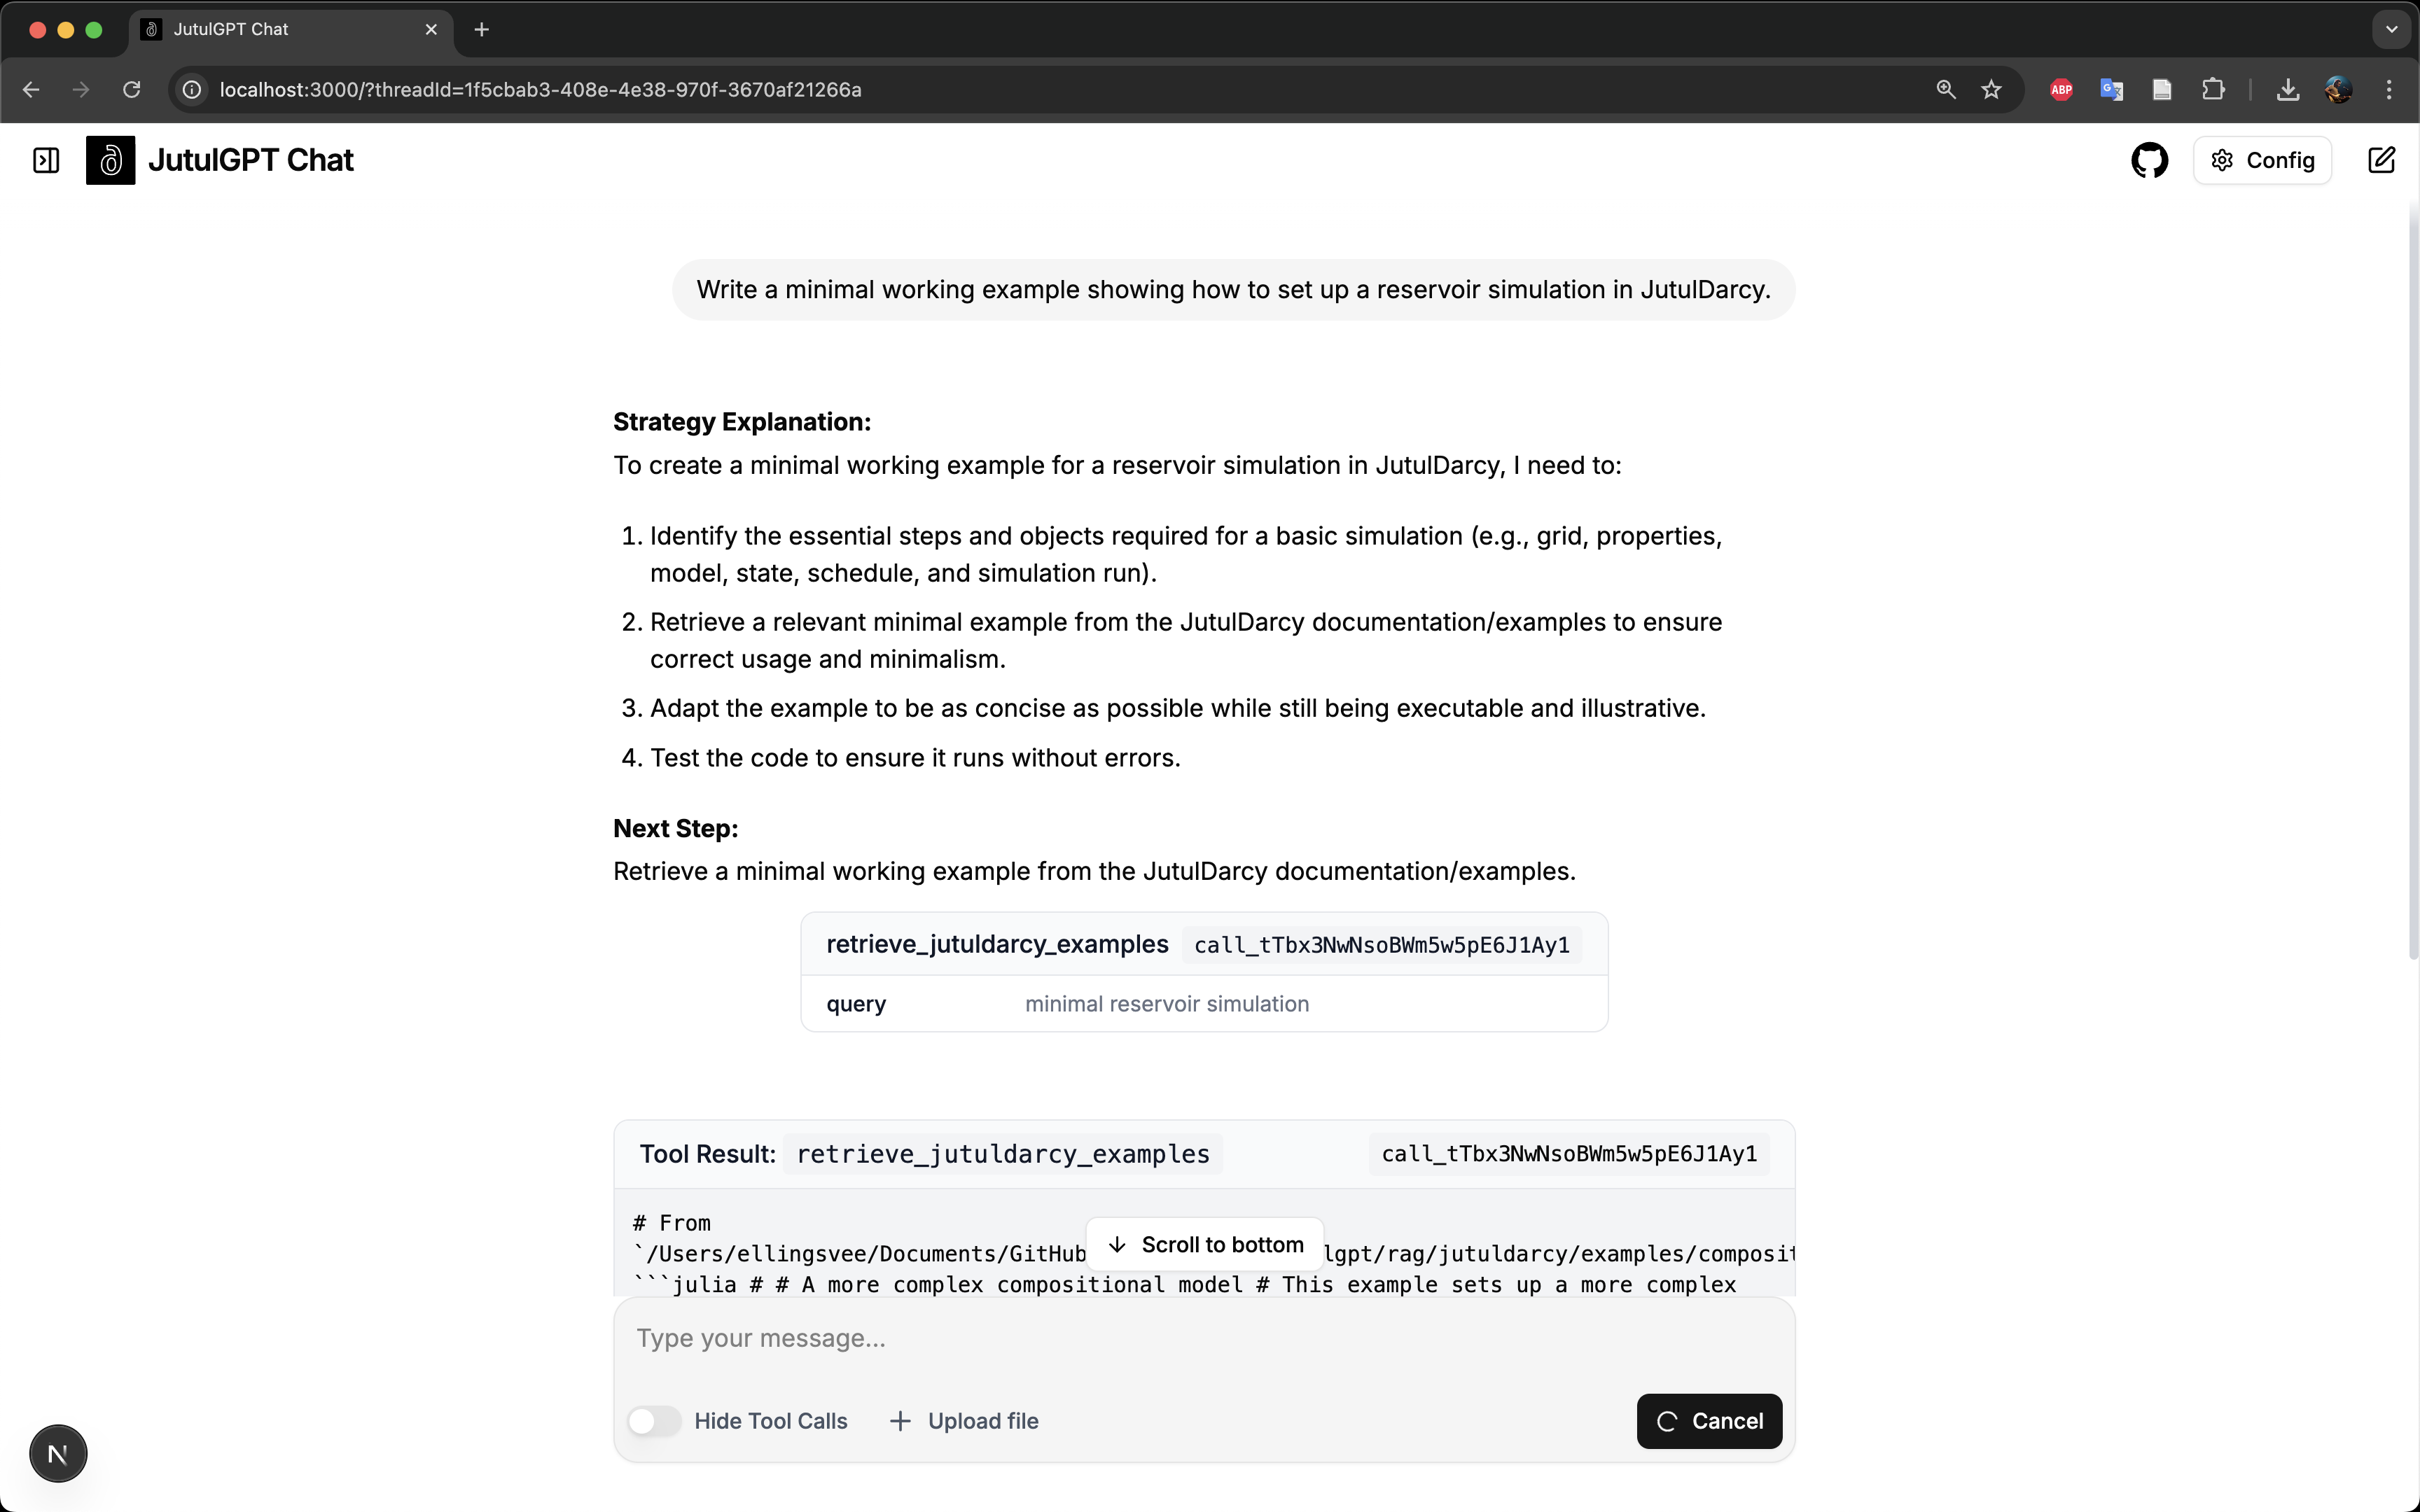 JutulGPT Chat
localhost:3000/?threadId=1f5cbab3-408e-4e38-970f-3670af21266a
ABP
JutulGPT Chat
Config
Write a minimal working example showing how to set up a reservoir simulation in JutulDarcy.
Strategy Explanation:
To create a minimal working example for a reservoir simulation in JutulDarcy, I need to:
1. Identify the essential steps and objects required for a basic simulation (e.g., grid, properties,
model, state, schedule, and simulation run).
2. Retrieve a relevant minimal example from the JutulDarcy documentation/examples to ensure
correct usage and minimalism.
3. Adapt the example to be as concise as possible while still being executable and illustrative.
4. Test the code to ensure it runs without errors.
Next Step:
Retrieve a minimal working example from the JutulDarcy documentation/examples.
retrieve_jutuldarcy_examples call_tTbx3NwNsoBWm5w5pE6J1Ay1
query minimal reservoir simulation
Tool Result: retrieve_jutuldarcy_examples call_tTbx3NwNsoBWm5w5pE6J1Ay1
# From
`/Users/ellingsvee/Documents/GitHub
Scroll to bottom
lgpt/rag/jutuldarcy/examples/composit
```julia # # A more complex compositional model # This example sets up a more complex
Type your message...
Hide Tool Calls
Upload file
Cancel
N